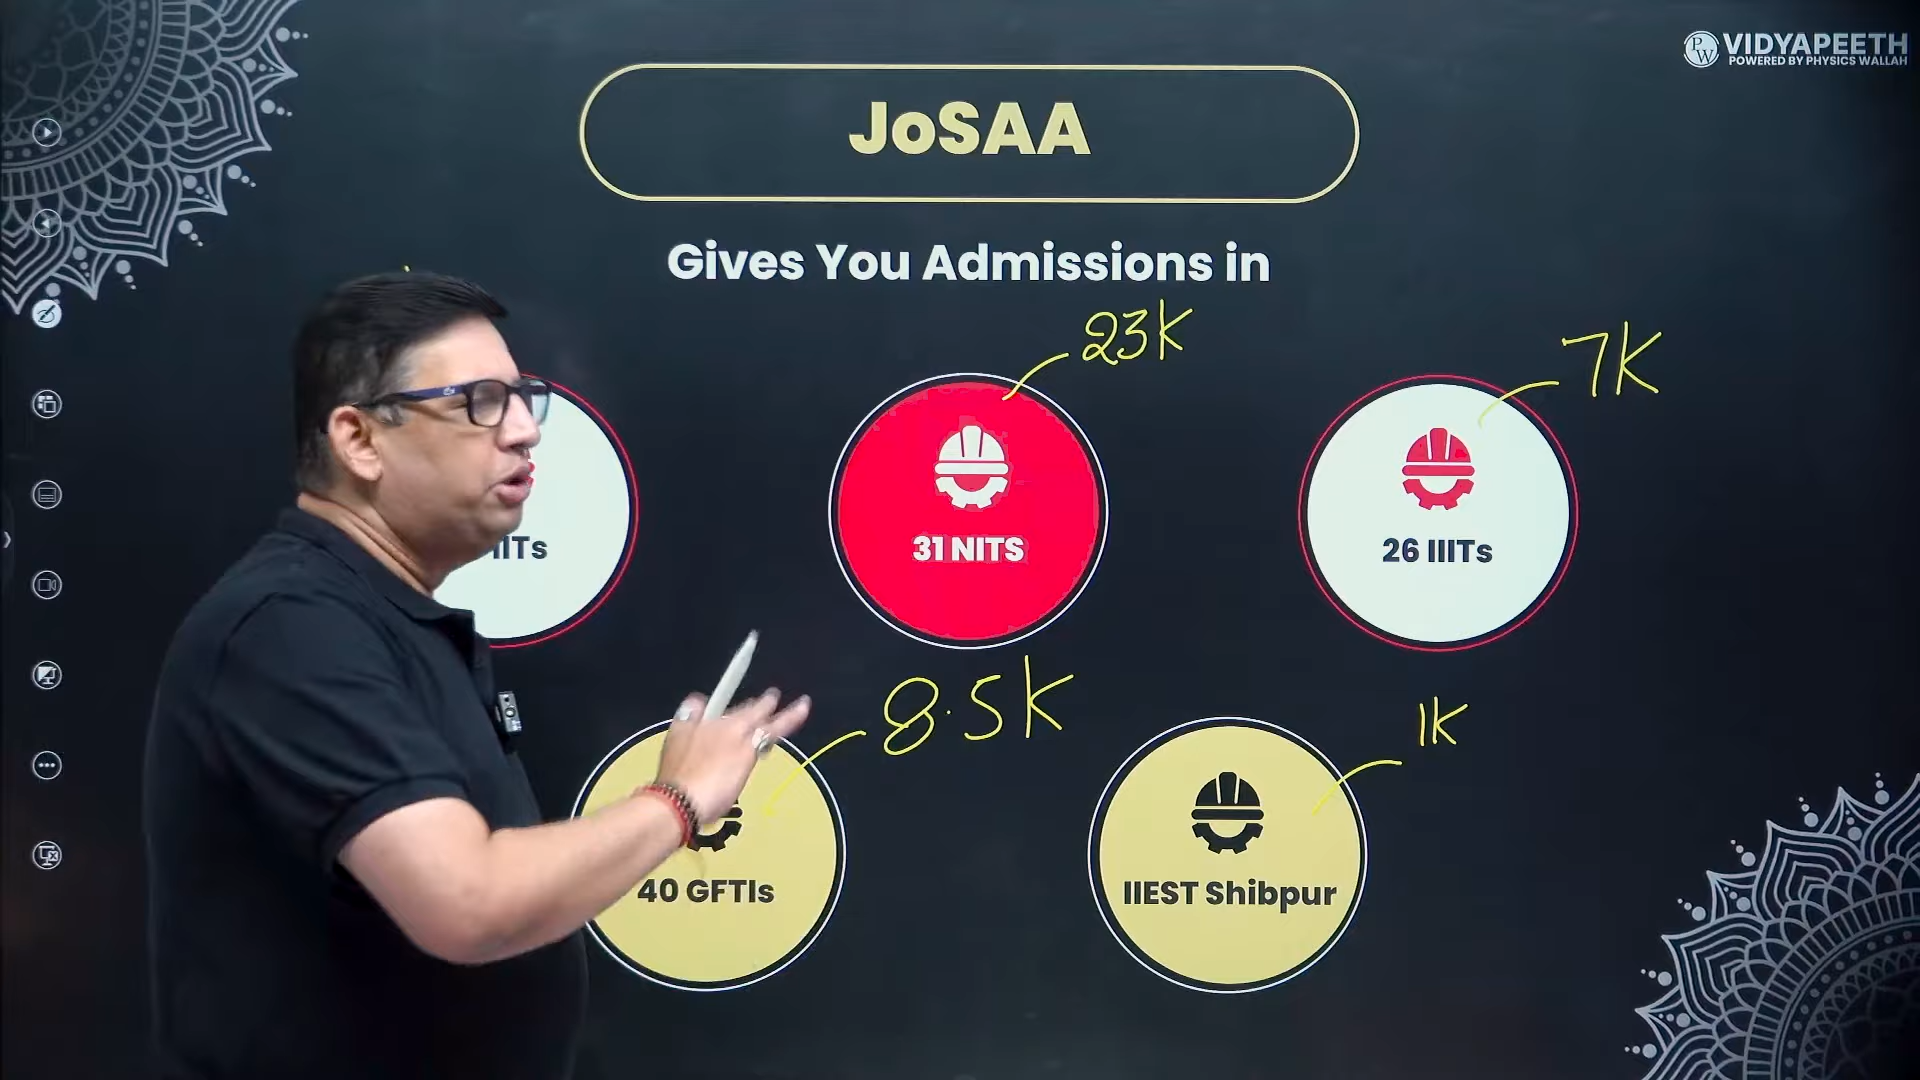 VIDYAPEETH
POWERED BY PHYSICS WALLAH
JoSAA
Gives You Admissions in
23K
7K
31 NITS
26 IIITs
8.5K
1K
40 GFTIs
IIEST Shibpur